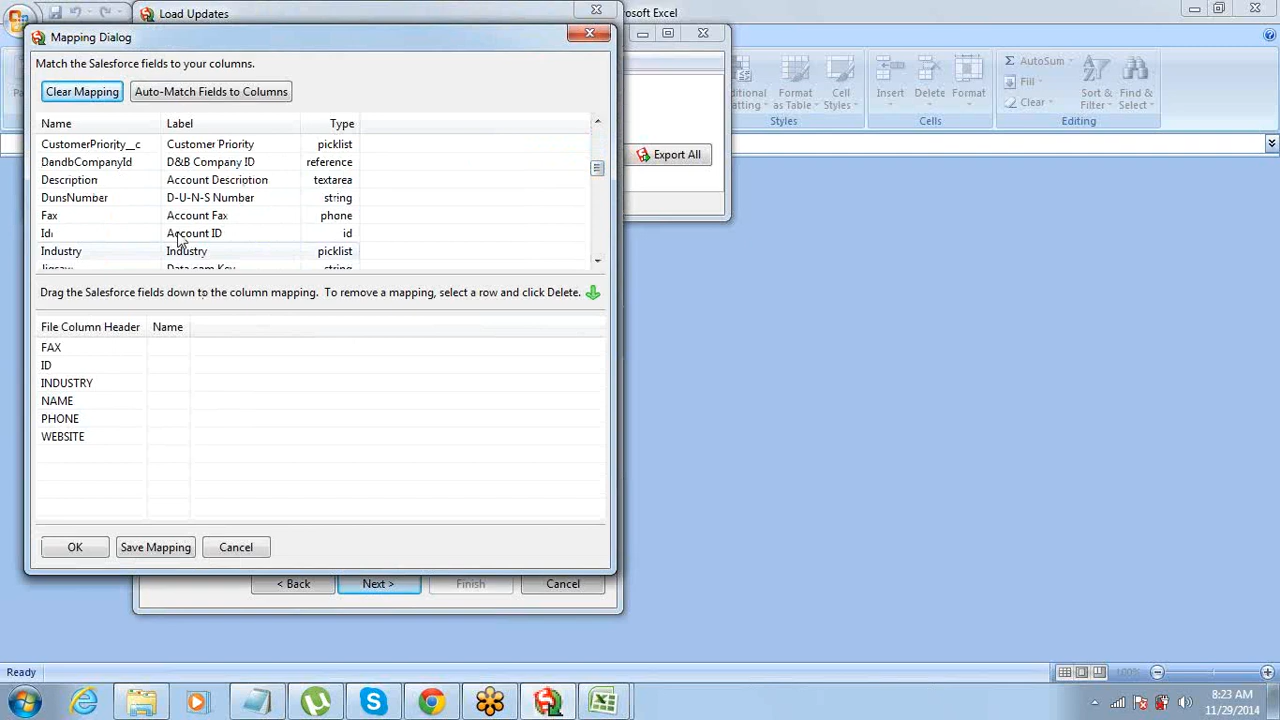 Load Updates
osoft Excel
Mapping Dialog
Match the Salesforce fields to your columns.
Clear Mapping
Auto-Match Fields to Columns
Name Label Type
CustomerPriority__c Customer Priority picklist
DandbCompanyId D&B Company ID reference
Description Account Description textarea
DunsNumber D-U-N-S Number string
Fax Account Fax phone
Id Account ID id
Industry Industry picklist
Jigsaw Data.com Key string
Drag the Salesforce fields down to the column mapping. To remove a mapping, select a row and click Delete.
File Column Header Name
FAX
ID
INDUSTRY
NAME
PHONE
WEBSITE
OK Save Mapping Cancel
< Back Next > Finish Cancel
Export All
Format as Table
Cell Styles
Insert Delete Format
Cells
Styles
AutoSum
Fill
Clear
Sort & Filter
Find & Select
Editing
Ready
100%
8:23 AM
11/29/2014